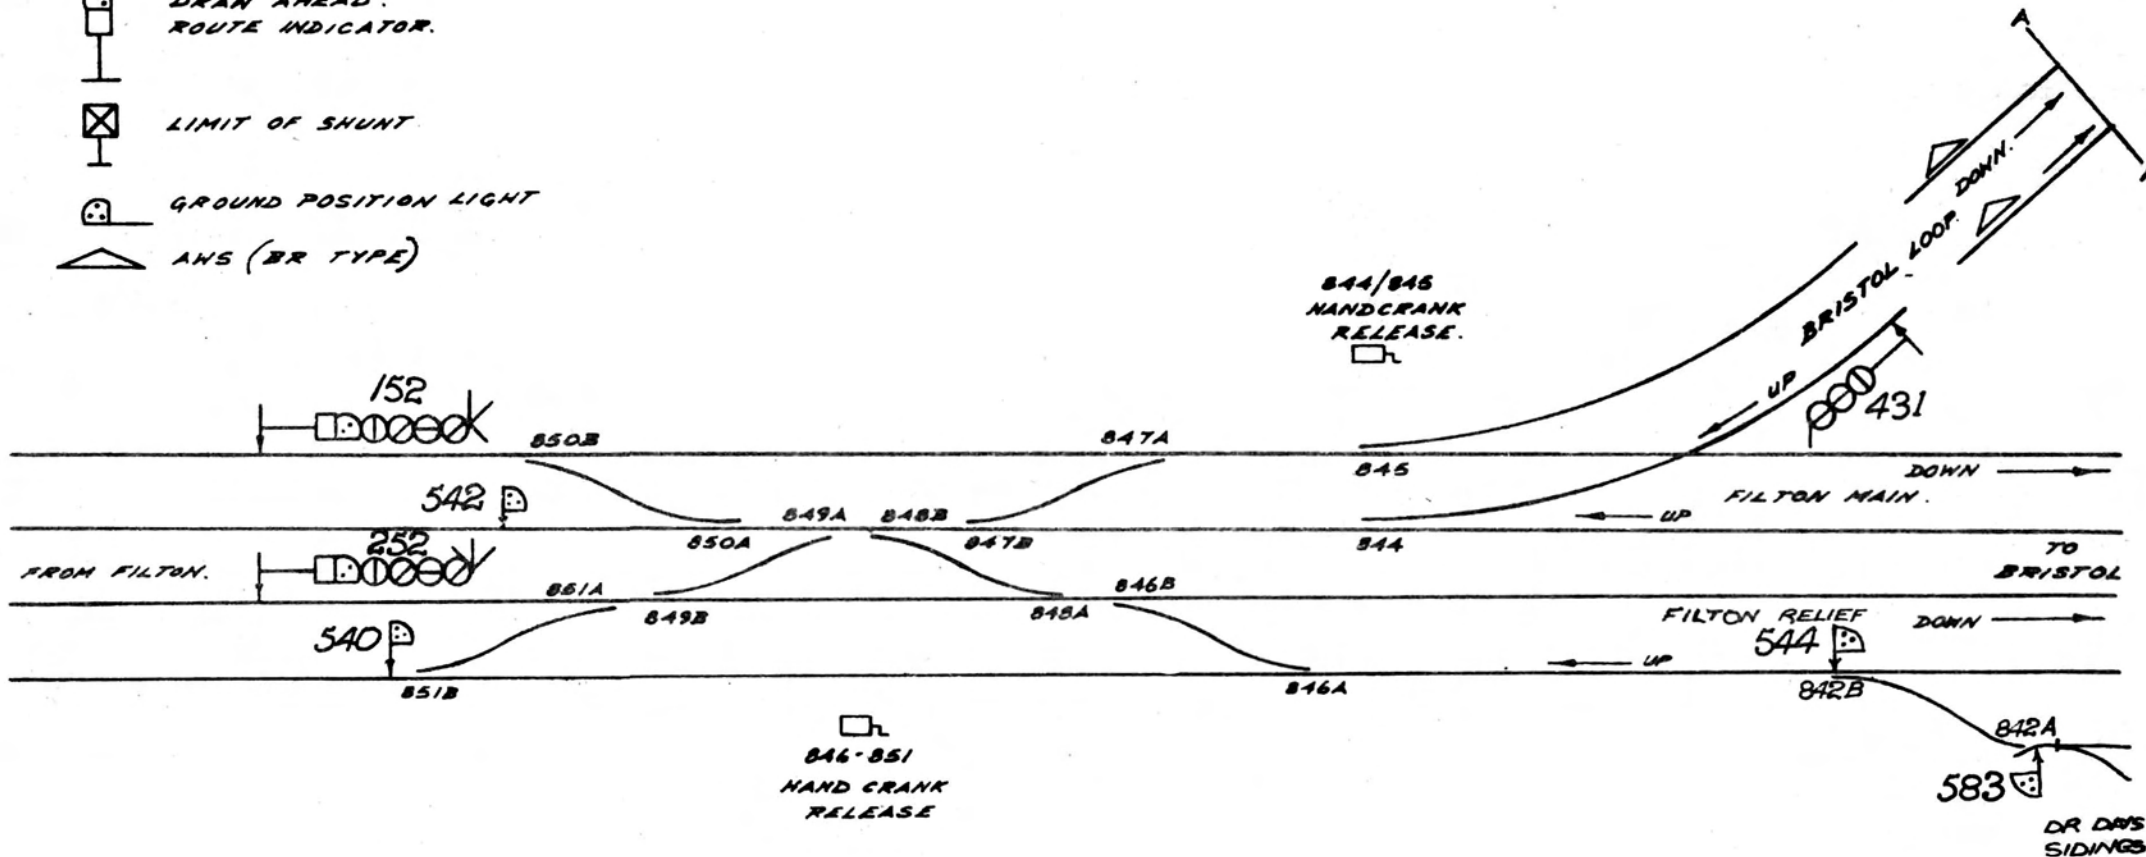 DRAW AHEAD.
ROUTE INDICATOR.
LIMIT OF SHUNT
GROUND POSITION LIGHT
AWS (BR TYPE)
A
DOWN.
BRISTOL LOOP.
UP
431
844/845
HANDCRANK
RELEASE.
152
850B
847A
845
DOWN
542
849A
848B
FILTON MAIN.
UP
252
850A
847B
844
TO
BRISTOL
FROM FILTON.
851A
846B
849B
848A
FILTON RELIEF
DOWN
540
544
UP
851B
846A
842B
842A
846-851
HAND CRANK
RELEASE
583
DR DAYS
SIDINGS